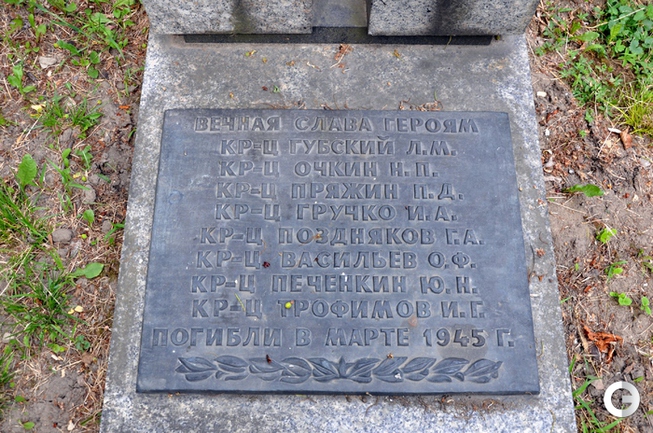 ВЕЧНАЯ СЛАВА ГЕРОЯМ
КР=Ц ГУБСКИЙ Л.М.
КР=Ц ОЧКИН Н.П.
КР=Ц ПРЯЖИН П.Д.
КР=Ц ГРУЧКО И.А.
КР=Ц ПОЗДНЯКОВ Г.А.
КР=Ц ВАСИЛЬЕВ О.Ф.
КР=Ц ПЕЧЕНКИН Ю.Н.
КР=Ц ТРОФИМОВ И.Г.
ПОГИБЛИ В МАРТЕ 1945 Г.